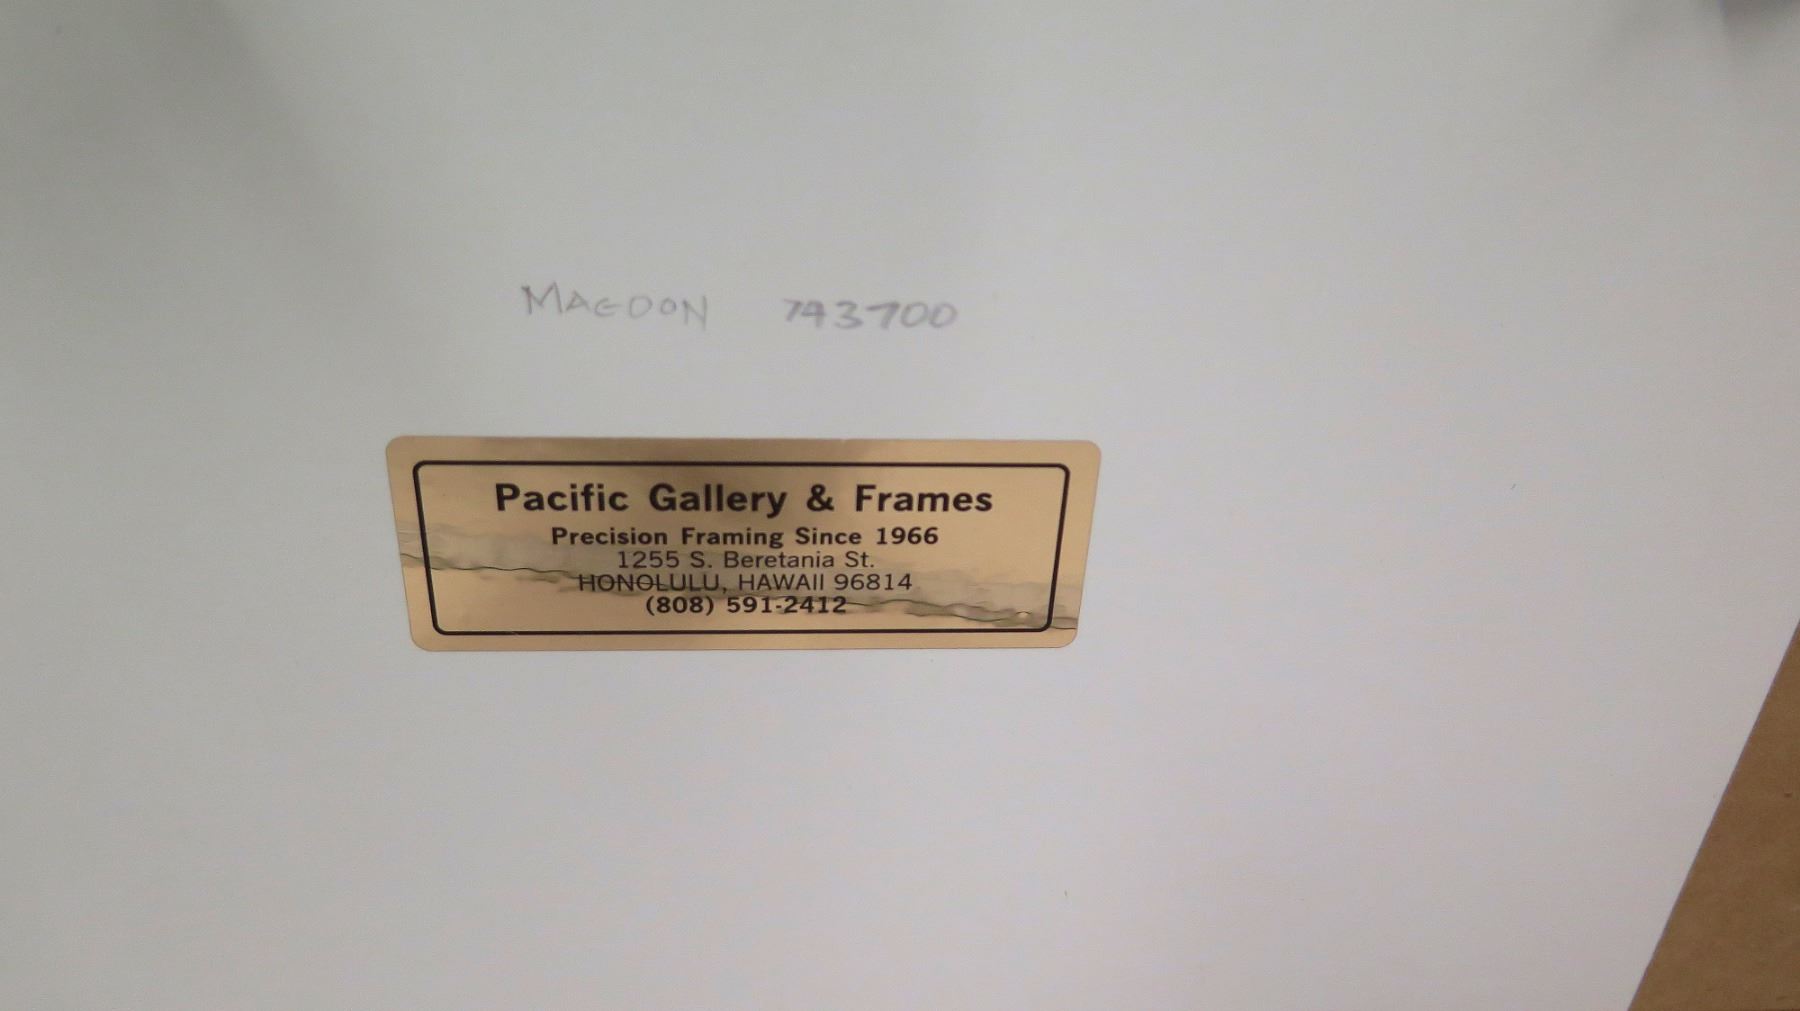 MAGOON 743700
Pacific Gallery & Frames
Precision Framing Since 1966
1255 S. Beretania St.
HONOLULU, HAWAII 96814
(808) 591-2412